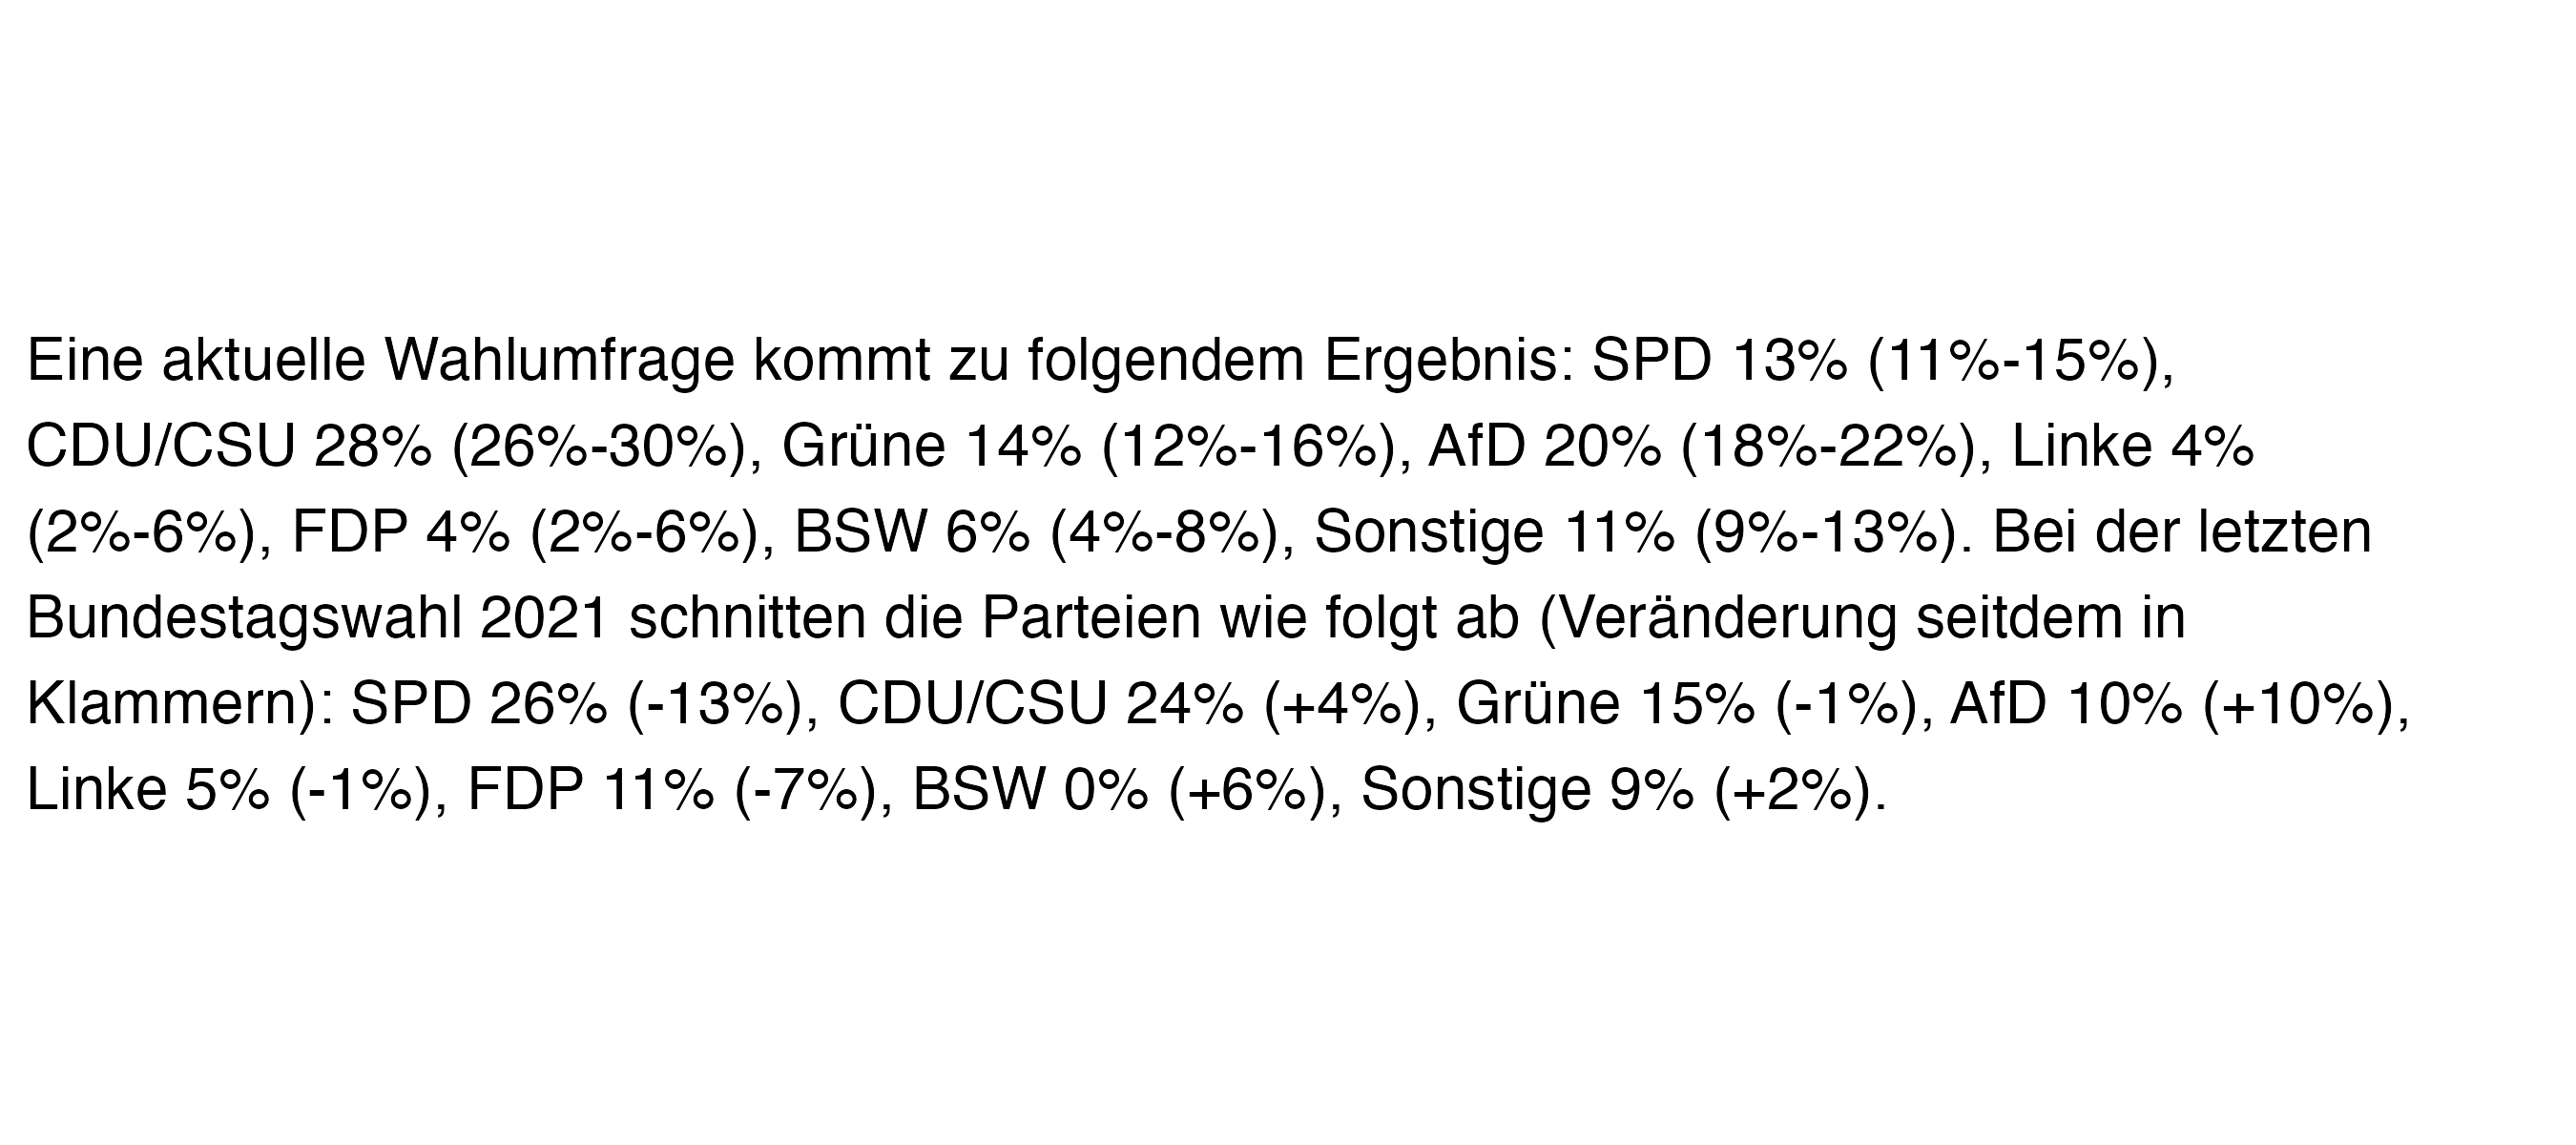 Eine aktuelle Wahlumfrage kommt zu folgendem Ergebnis: SPD 13% (11%-15%),
CDU/CSU 28% (26%-30%), Grüne 14% (12%-16%), AfD 20% (18%-22%), Linke 4%
(2%-6%), FDP 4% (2%-6%), BSW 6% (4%-8%), Sonstige 11% (9%-13%). Bei der letzten
Bundestagswahl 2021 schnitten die Parteien wie folgt ab (Veränderung seitdem in
Klammern): SPD 26% (-13%), CDU/CSU 24% (+4%), Grüne 15% (-1%), AfD 10% (+10%),
Linke 5% (-1%), FDP 11% (-7%), BSW 0% (+6%), Sonstige 9% (+2%).